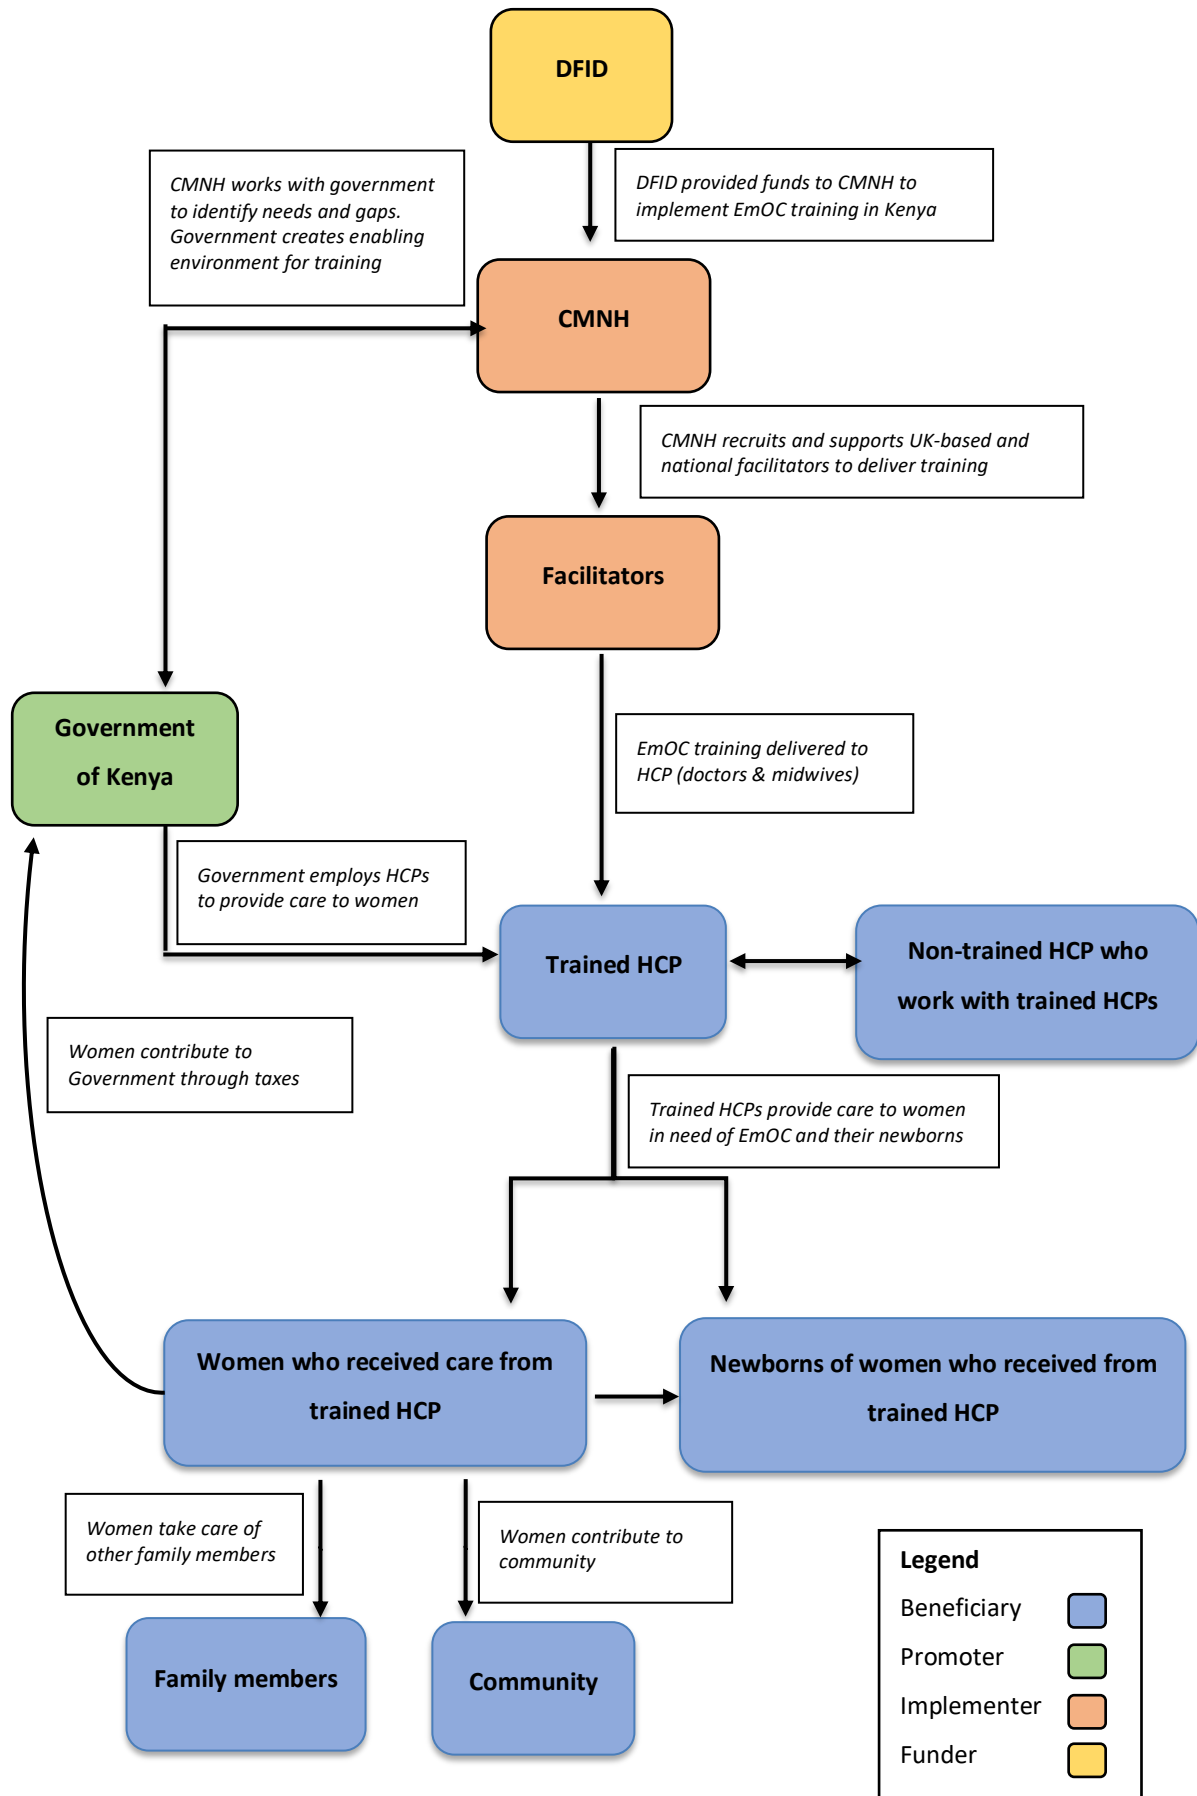 DFID
CMNH works with government
to identify needs and gaps.
Government creates enabling
environment for training
DFID provided funds to CMNH to
implement EmOC training in Kenya
CMNH
CMNH recruits and supports UK-based and
national facilitators to deliver training
Facilitators
Government
of Kenya
EmOC training delivered to
HCP (doctors & midwives)
Government employs HCPs
to provide care to women
Trained HCP
Non-trained HCP who
work with trained HCPs
Women contribute to
Government through taxes
Trained HCPs provide care to women
in need of EmOC and their newborns
Women who received care from
trained HCP
Newborns of women who received from
trained HCP
Women take care of
other family members
Women contribute to
community
Family members
Community
Legend
Beneficiary
Promoter
Implementer
Funder